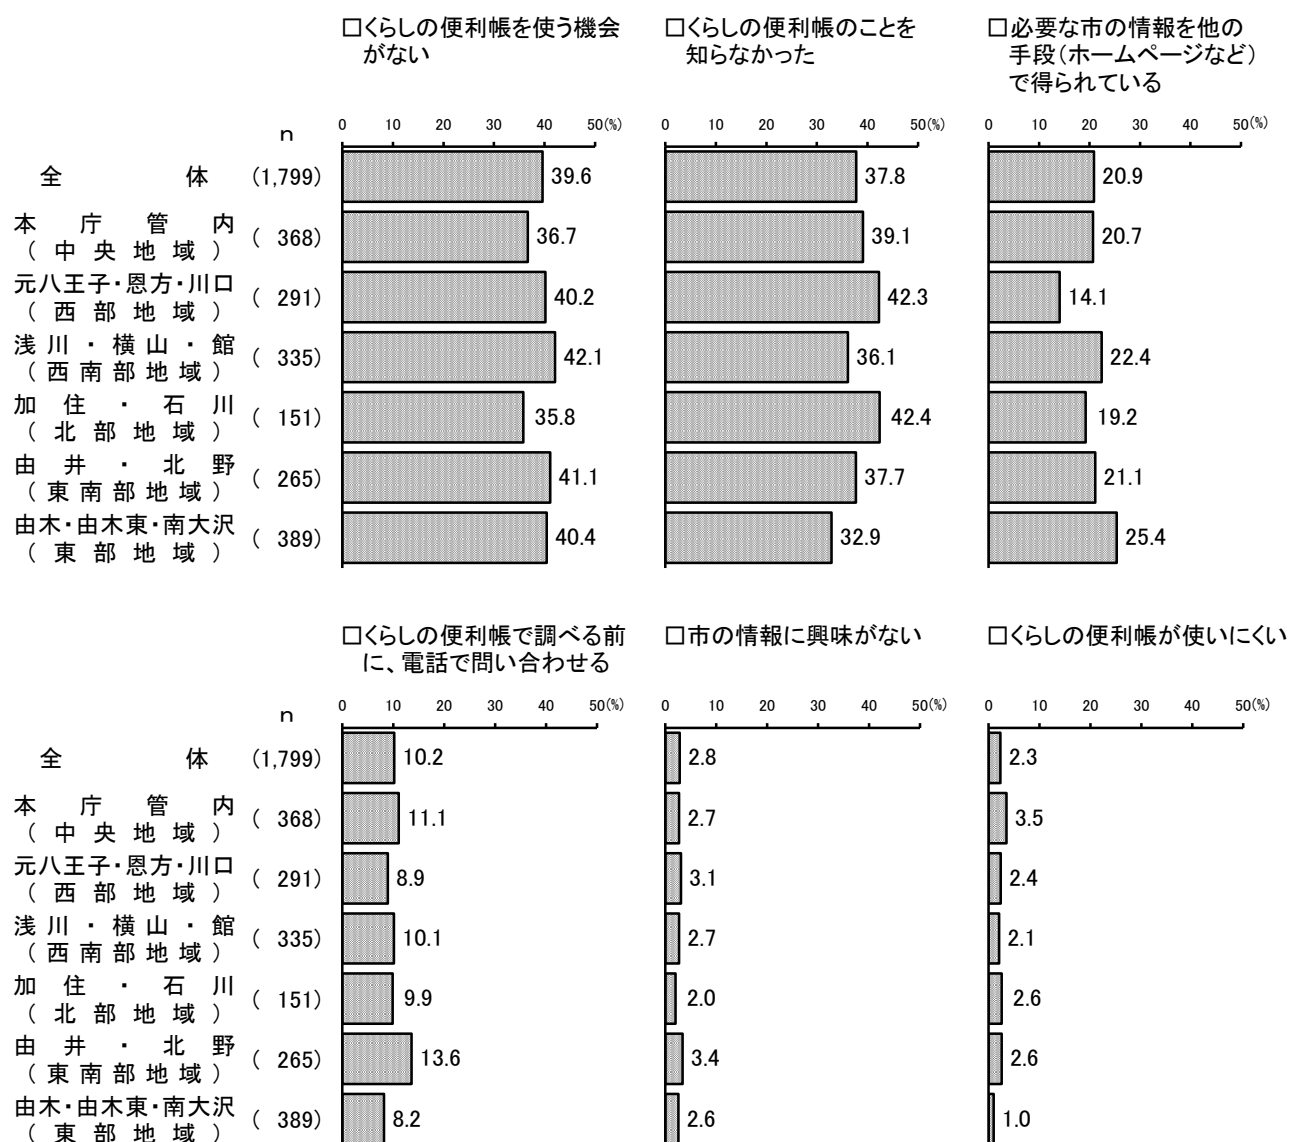 □くらしの便利帳を使う機会
がない
□くらしの便利帳のことを
知らなかった
□必要な市の情報を他の
手段(ホームページなど)
で得られている
n
0 10 20 30 40 50(%)
0 10 20 30 40 50(%)
0 10 20 30 40 50(%)
全体 (1,799) 39.6 37.8 20.9
本庁管内
(中央地域) ( 368) 36.7 39.1 20.7
元八王子・恩方・川口
(西部地域) ( 291) 40.2 42.3 14.1
浅川・横山・館
(西南部地域) ( 335) 42.1 36.1 22.4
加住・石川
(北部地域) ( 151) 35.8 42.4 19.2
由井・北野
(東南部地域) ( 265) 41.1 37.7 21.1
由木・由木東・南大沢
(東部地域) ( 389) 40.4 32.9 25.4
□くらしの便利帳で調べる前
に、電話で問い合わせる
□市の情報に興味がない
□くらしの便利帳が使いにくい
n
0 10 20 30 40 50(%)
0 10 20 30 40 50(%)
0 10 20 30 40 50(%)
全体 (1,799) 10.2 2.8 2.3
本庁管内
(中央地域) ( 368) 11.1 2.7 3.5
元八王子・恩方・川口
(西部地域) ( 291) 8.9 3.1 2.4
浅川・横山・館
(西南部地域) ( 335) 10.1 2.7 2.1
加住・石川
(北部地域) ( 151) 9.9 2.0 2.6
由井・北野
(東南部地域) ( 265) 13.6 3.4 2.6
由木・由木東・南大沢
(東部地域) ( 389) 8.2 2.6 1.0